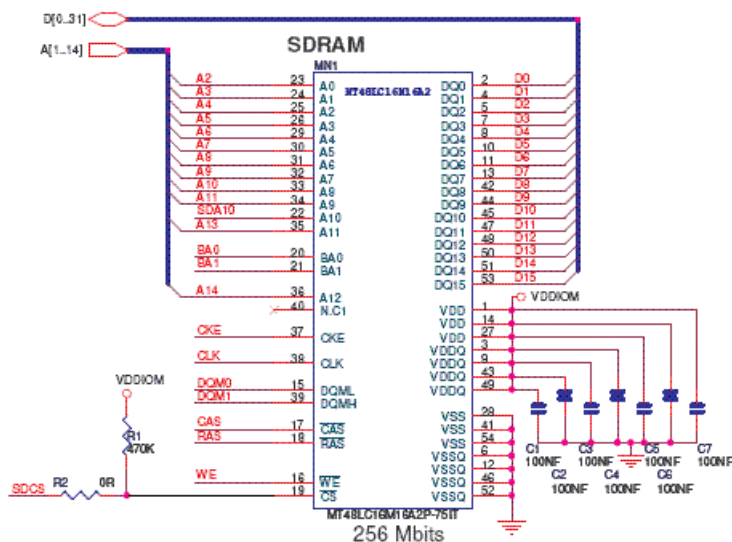 D[0..31]
A[1..14]
SDRAM
MN1
MT48LC16M16A2
A2 23 A0 DQ0 2 D0
A3 24 A1 DQ1 4 D1
A4 25 A2 DQ2 5 D2
A5 26 A3 DQ3 7 D3
A6 29 A4 DQ4 8 D4
A7 30 A5 DQ5 10 D5
A8 31 A6 DQ6 11 D6
A9 32 A7 DQ7 13 D7
A10 33 A8 DQ8 42 D8
A11 34 A9 DQ9 44 D9
SDA10 22 A10 DQ10 45 D10
A13 35 A11 DQ11 47 D11
DQ12 48 D12
BA0 20 BA0 DQ13 50 D13
BA1 21 BA1 DQ14 51 D14
DQ15 53 D15
A14 36 A12 VDDIOM
40 N.C1 VDD 1
VDD 14
CKE 37 CKE VDD 27
VDDQ 3
CLK 38 CLK VDDQ 9
VDDQ 43
DQM0 15 DQML VDDQ 49
DQM1 39 DQMH
VDDIOM
VSS 28
CAS 17 CAS VSS 41
RAS 18 RAS VSS 54
VSSQ 6
VSSQ 12
WE 16 WE VSSQ 46
19 CS VSSQ 52
R1
470K
SDCS R2 0R
C1 C3 C5 C7
100NF 100NF 100NF 100NF
C2 C4 C6
100NF 100NF 100NF
MT48LC16M16A2P-75IT
256 Mbits